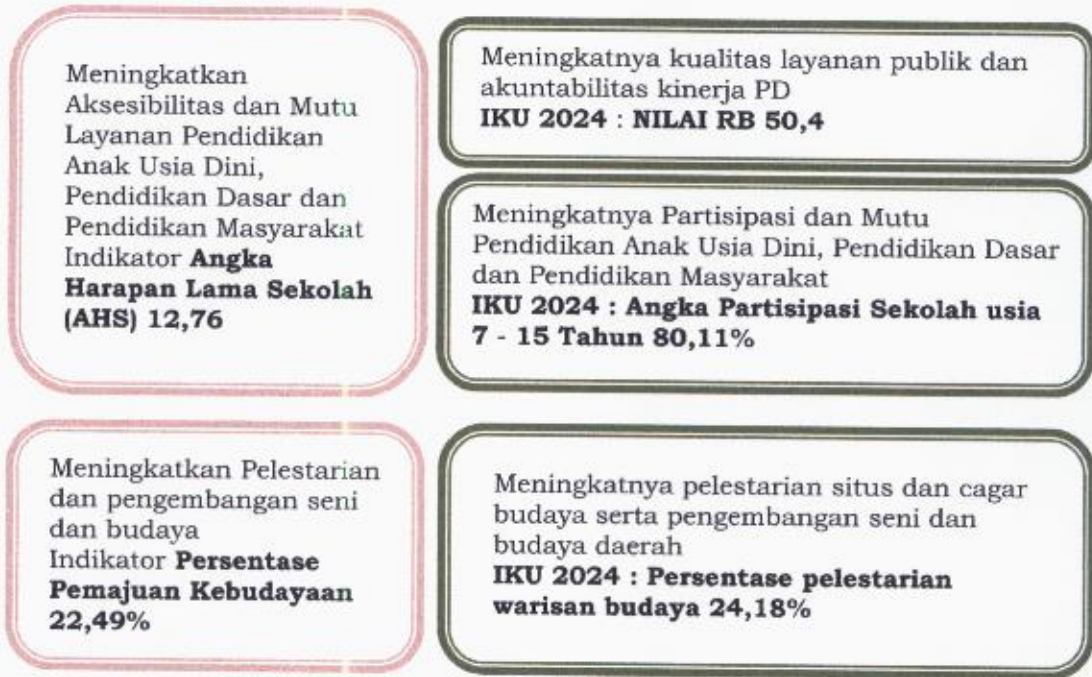 Meningkatkan
Aksesibilitas dan Mutu
Layanan Pendidikan
Anak Usia Dini,
Pendidikan Dasar dan
Pendidikan Masyarakat
Indikator Angka
Harapan Lama Sekolah
(AHS) 12,76
Meningkatnya kualitas layanan publik dan
akuntabilitas kinerja PD
IKU 2024 : NILAI RB 50,4
Meningkatnya Partisipasi dan Mutu
Pendidikan Anak Usia Dini, Pendidikan Dasar
dan Pendidikan Masyarakat
IKU 2024 : Angka Partisipasi Sekolah usia
7 - 15 Tahun 80,11%
Meningkatkan Pelestarian
dan pengembangan seni
dan budaya
Indikator Persentase
Pemajuan Kebudayaan
22,49%
Meningkatnya pelestarian situs dan cagar
budaya serta pengembangan seni dan
budaya daerah
IKU 2024 : Persentase pelestarian
warisan budaya 24,18%